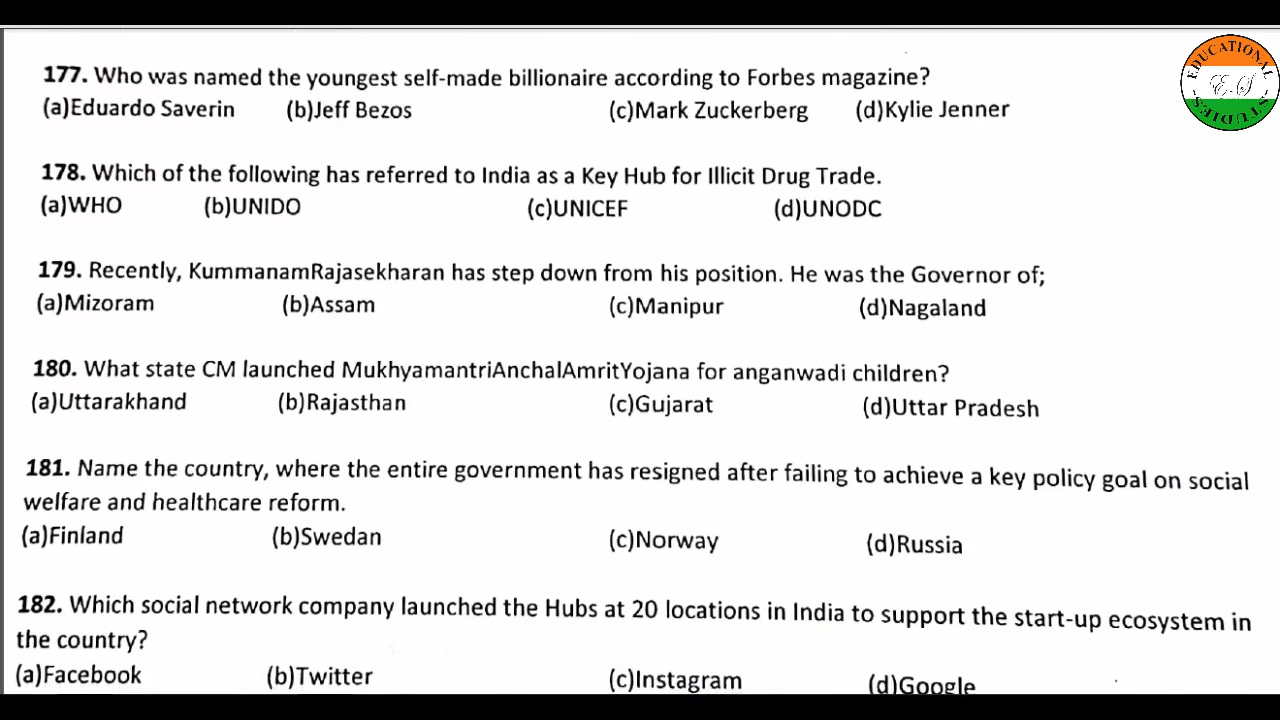 EDUCATIONAL
E S
STUDIES
177. Who was named the youngest self-made billionaire according to Forbes magazine?
(a)Eduardo Saverin (b)Jeff Bezos (c)Mark Zuckerberg (d)Kylie Jenner
178. Which of the following has referred to India as a Key Hub for Illicit Drug Trade.
(a)WHO (b)UNIDO (c)UNICEF (d)UNODC
179. Recently, KummanamRajasekharan has step down from his position. He was the Governor of;
(a)Mizoram (b)Assam (c)Manipur (d)Nagaland
180. What state CM launched MukhyamantriAnchalAmritYojana for anganwadi children?
(a)Uttarakhand (b)Rajasthan (c)Gujarat (d)Uttar Pradesh
181. Name the country, where the entire government has resigned after failing to achieve a key policy goal on social
welfare and healthcare reform.
(a)Finland (b)Swedan (c)Norway (d)Russia
182. Which social network company launched the Hubs at 20 locations in India to support the start-up ecosystem in
the country?
(a)Facebook (b)Twitter (c)Instagram (d)Google